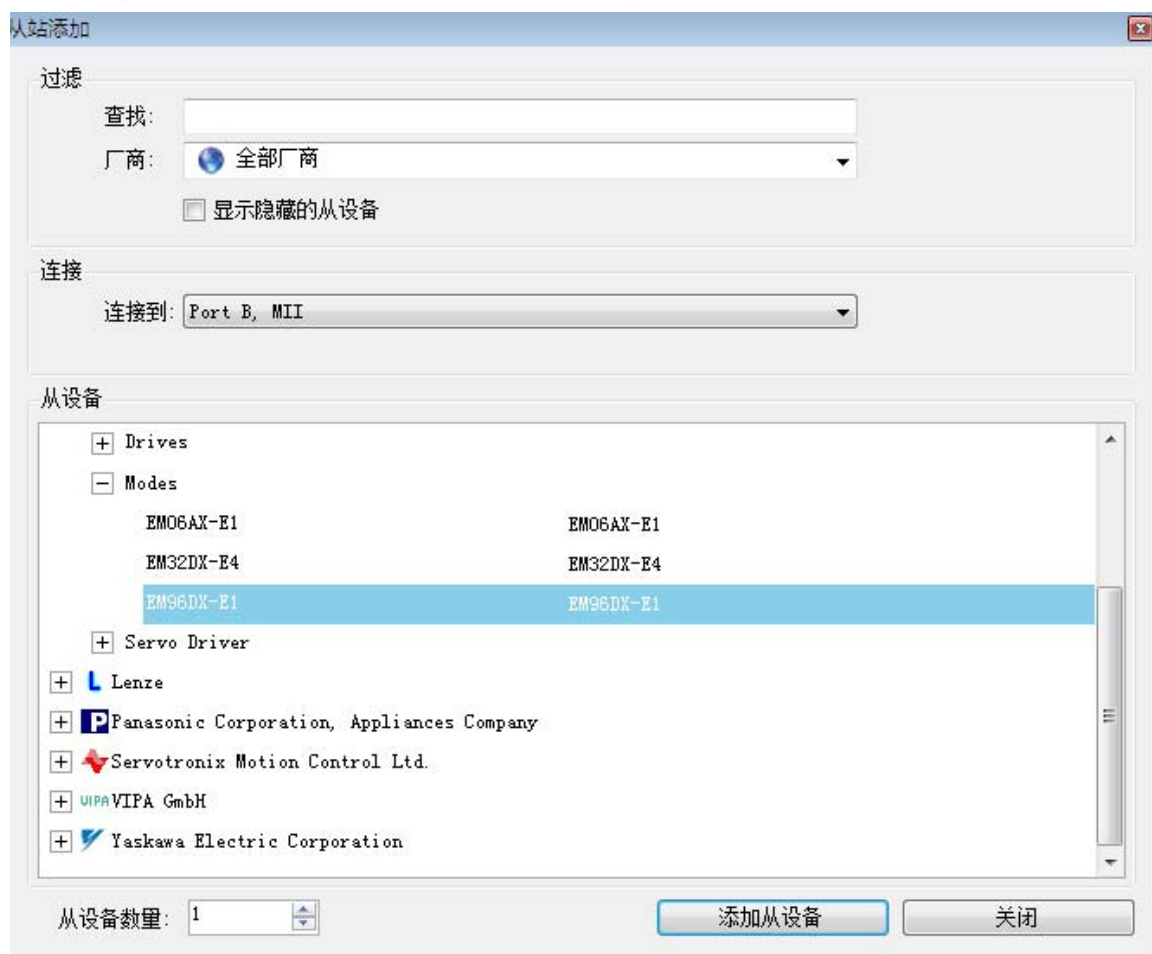 从站添加
过滤
查找:
厂商: 全部厂商
显示隐藏的从设备
连接
连接到: Port B, MII
从设备
Drives
Modes
EM06AX-E1 EM06AX-E1
EM32DX-E4 EM32DX-E4
EM96DX-E1 EM96DX-E1
Servo Driver
L Lenze
P Panasonic Corporation, Appliances Company
Servotronix Motion Control Ltd.
VIPA VIPA GmbH
Yaskawa Electric Corporation
从设备数量: 1 添加从设备 关闭